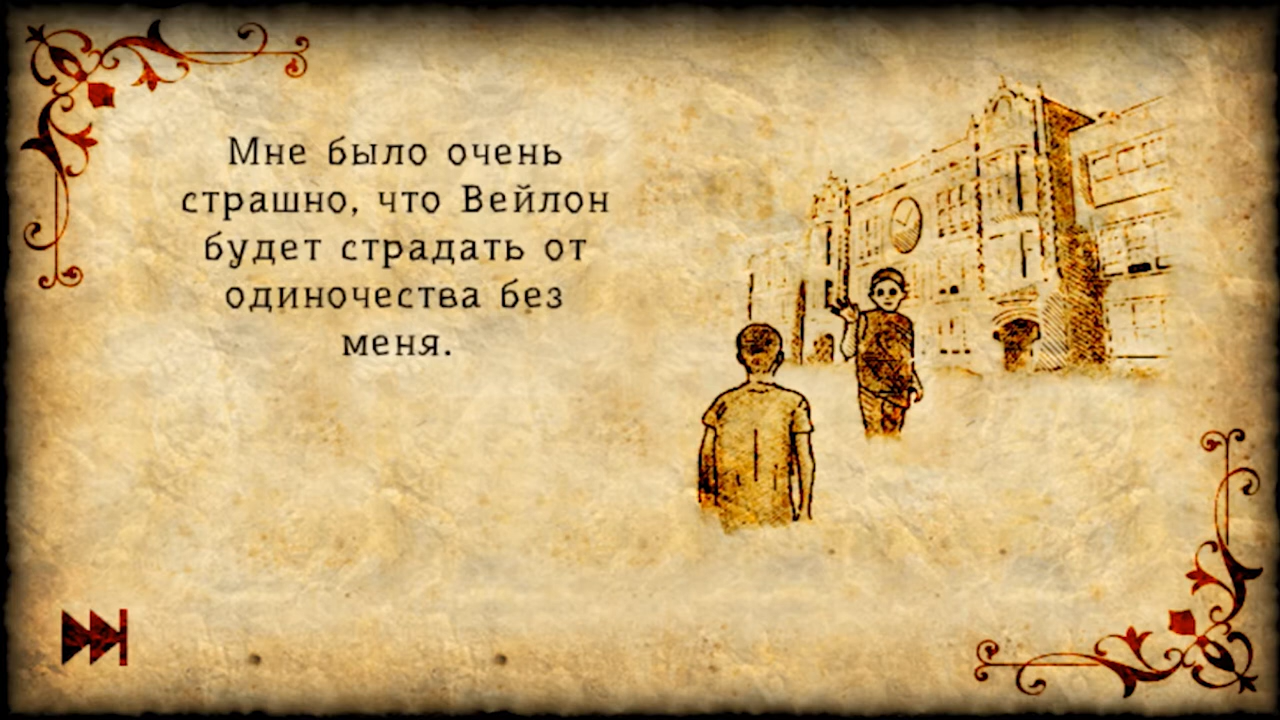 Мне было очень
страшно, что Вейлон
будет страдать от
одиночества без
меня.